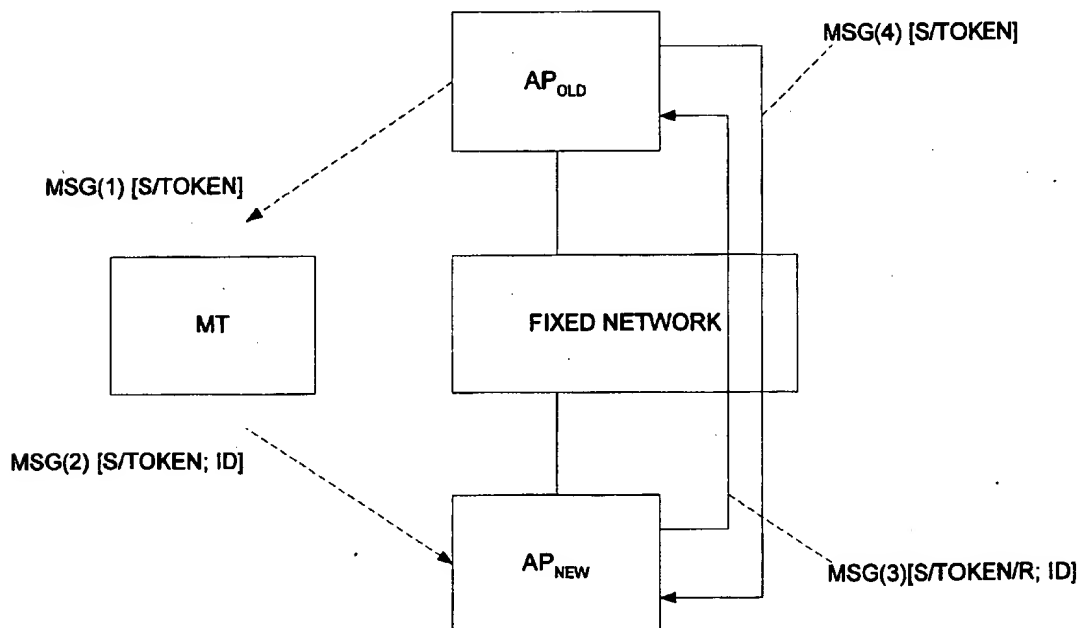 AP_OLD
MSG(4) [S/TOKEN]
MSG(1) [S/TOKEN]
MT
FIXED NETWORK
MSG(2) [S/TOKEN; ID]
AP_NEW
MSG(3)[S/TOKEN/R; ID]